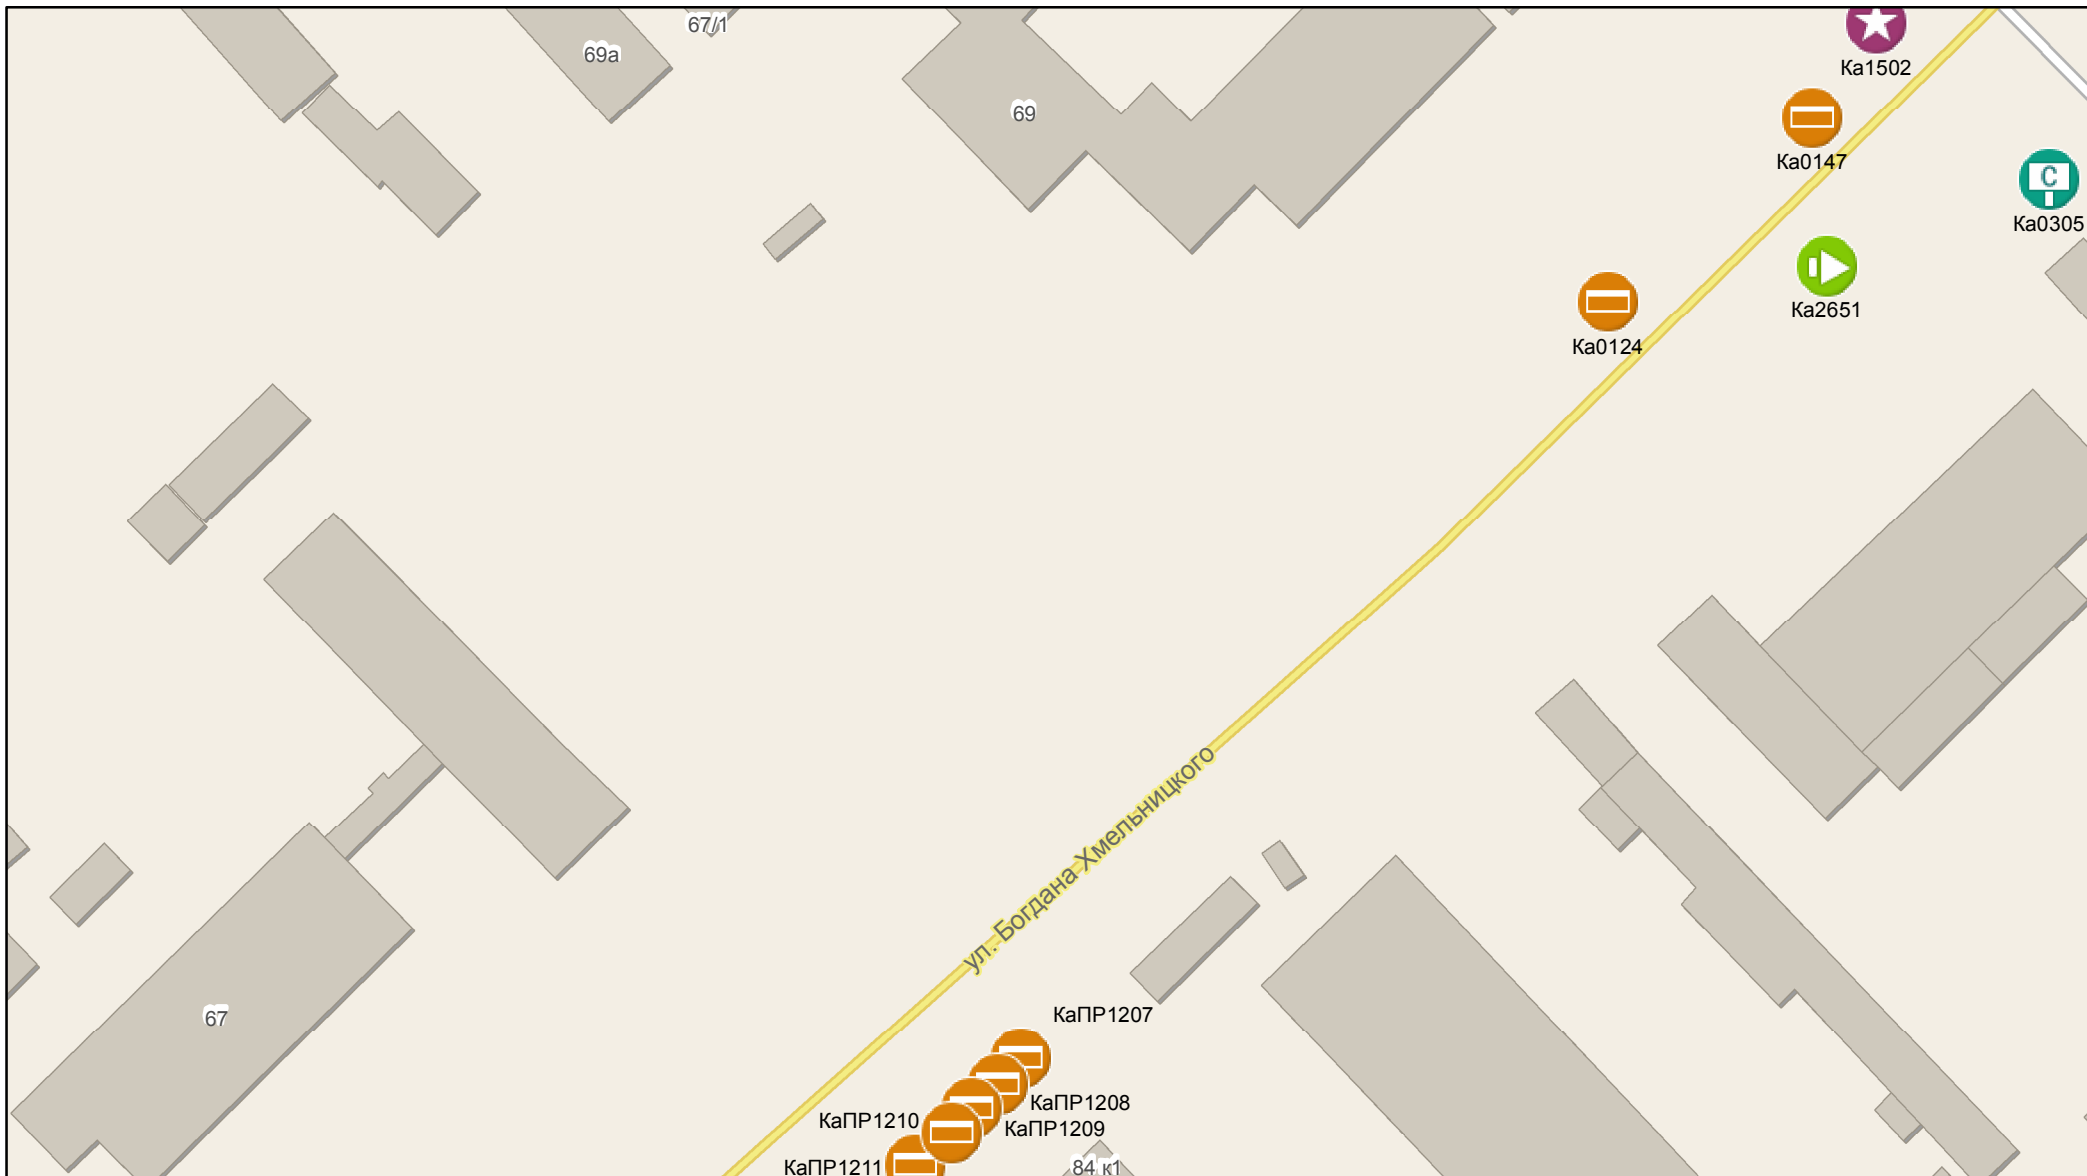 67/1
69а
Ка1502
69
Ка0147
С
Ка0305
Ка2651
Ка0124
ул. Богдана Хмельницкого
67
КаПР1207
КаПР1208
КаПР1210
КаПР1209
КаПР1211
84 к1